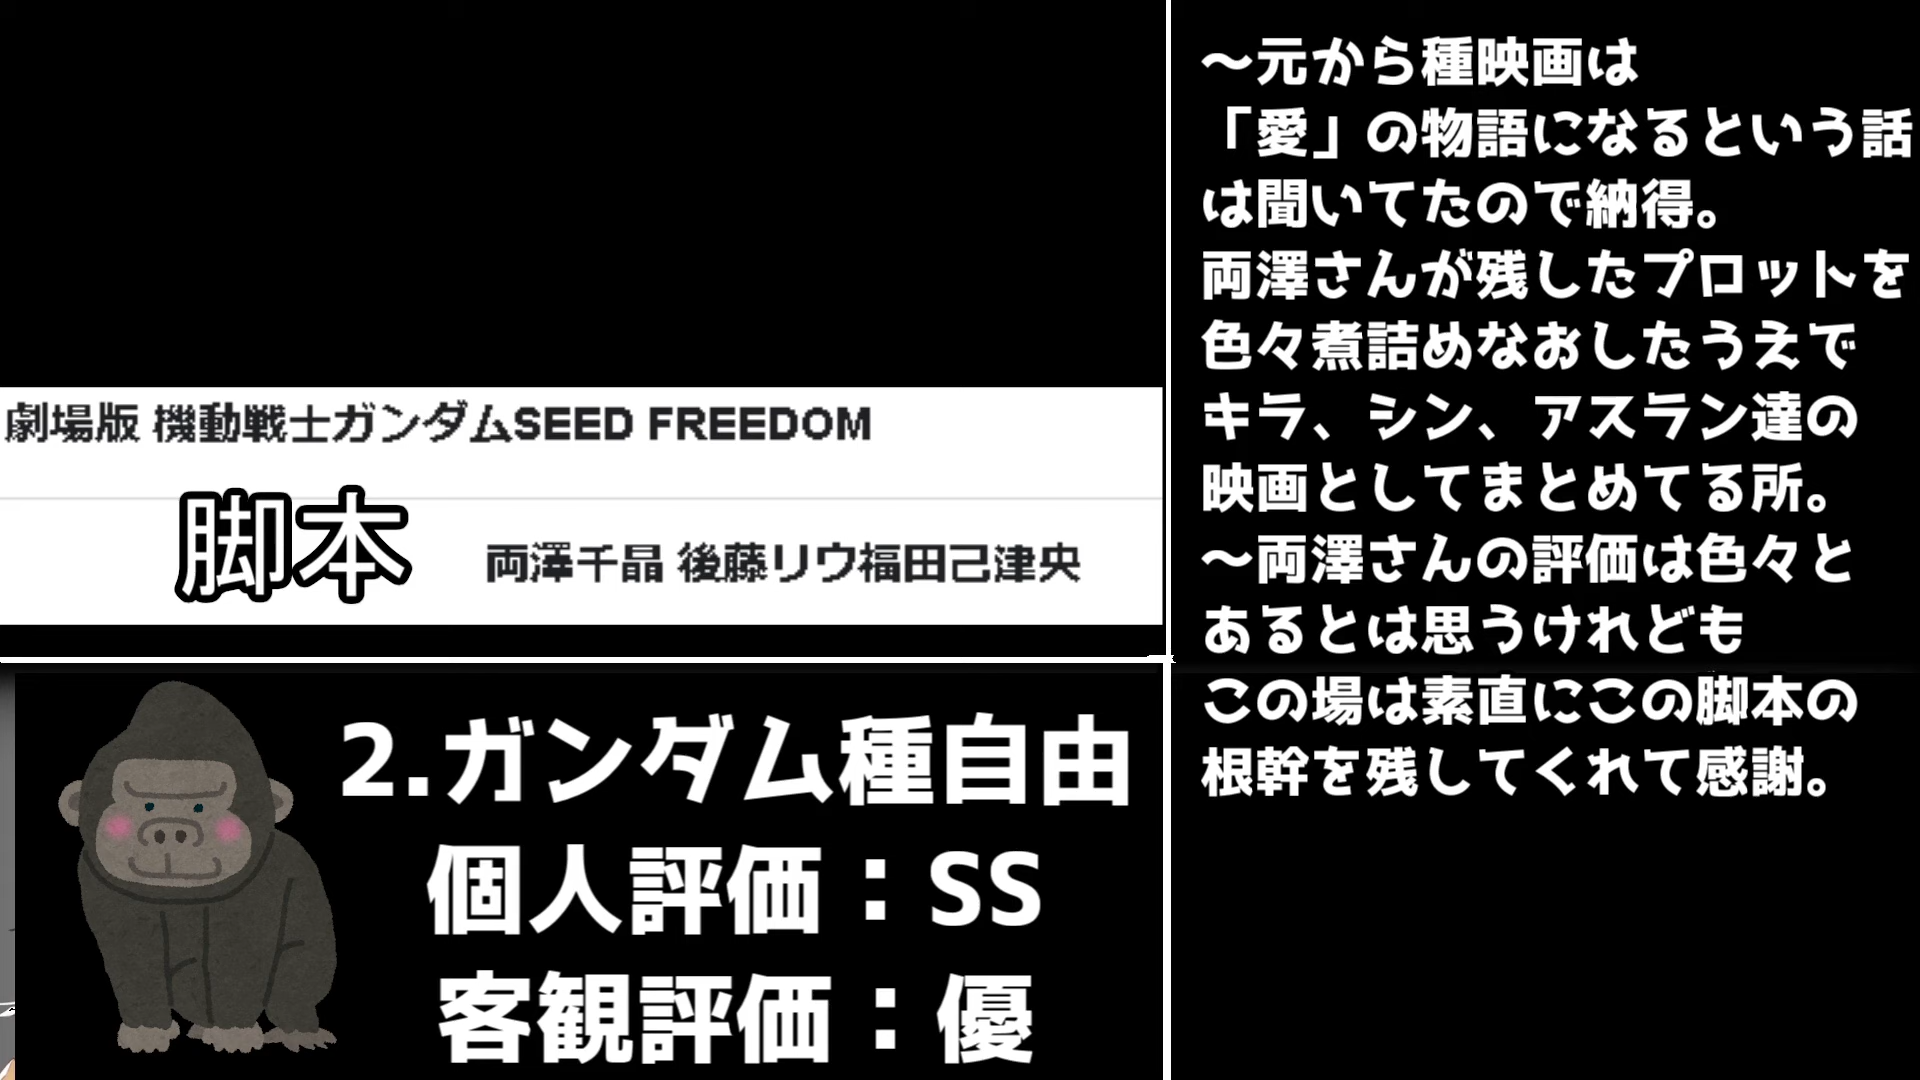 劇場版 機動戦士ガンダムSEED FREEDOM
脚本
両澤千晶 後藤リウ福田己津央
2.ガンダム種自由
個人評価：SS
客観評価：優
～元から種映画は
「愛」の物語になるという話
は聞いてたので納得。
両澤さんが残したプロットを
色々煮詰めなおしたうえで
キラ、シン、アスラン達の
映画としてまとめてる所。
～両澤さんの評価は色々と
あるとは思うけれども
この場は素直にこの脚本の
根幹を残してくれて感謝。